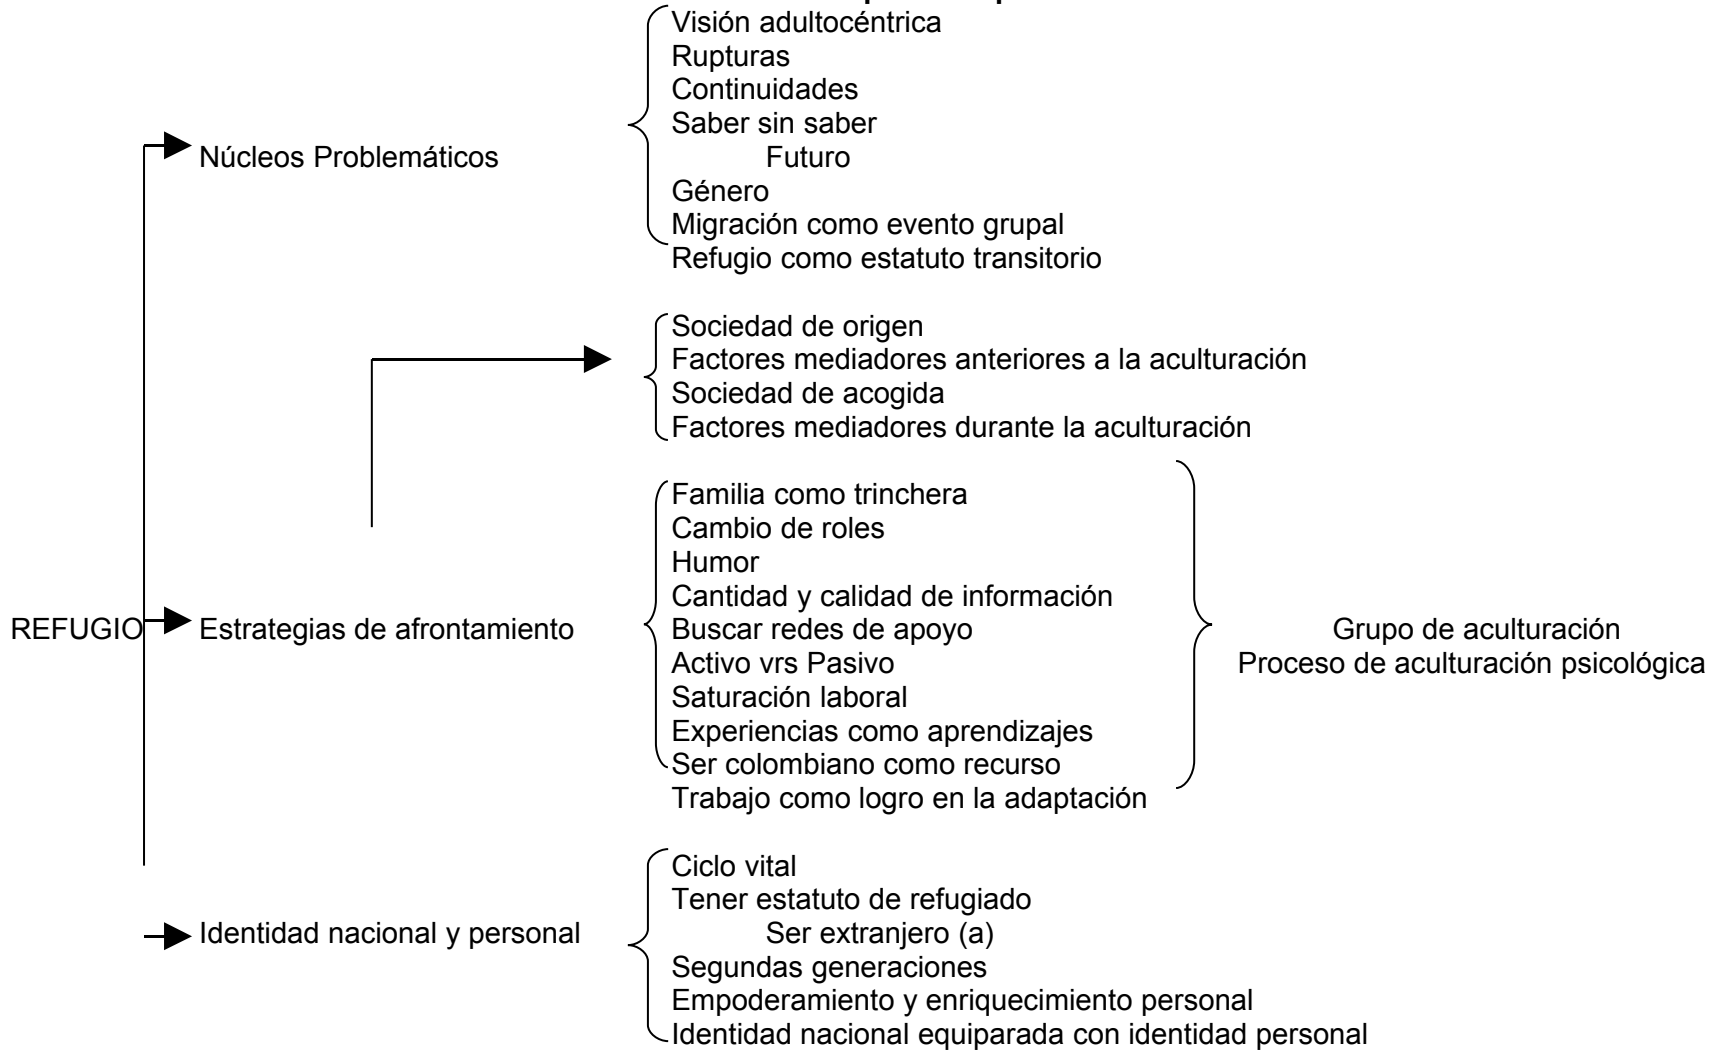 Visión adultocéntrica
Rupturas
Continuidades
Saber sin saber
Núcleos Problemáticos
Futuro
Género
Migración como evento grupal
Refugio como estatuto transitorio
Sociedad de origen
Factores mediadores anteriores a la aculturación
Sociedad de acogida
Factores mediadores durante la aculturación
Familia como trinchera
Cambio de roles
Humor
Cantidad y calidad de información
REFUGIO
Estrategias de afrontamiento
Buscar redes de apoyo
Activo vrs Pasivo
Saturación laboral
Experiencias como aprendizajes
Ser colombiano como recurso
Trabajo como logro en la adaptación
Grupo de aculturación
Proceso de aculturación psicológica
Ciclo vital
Tener estatuto de refugiado
Identidad nacional y personal
Ser extranjero (a)
Segundas generaciones
Empoderamiento y enriquecimiento personal
Identidad nacional equiparada con identidad personal